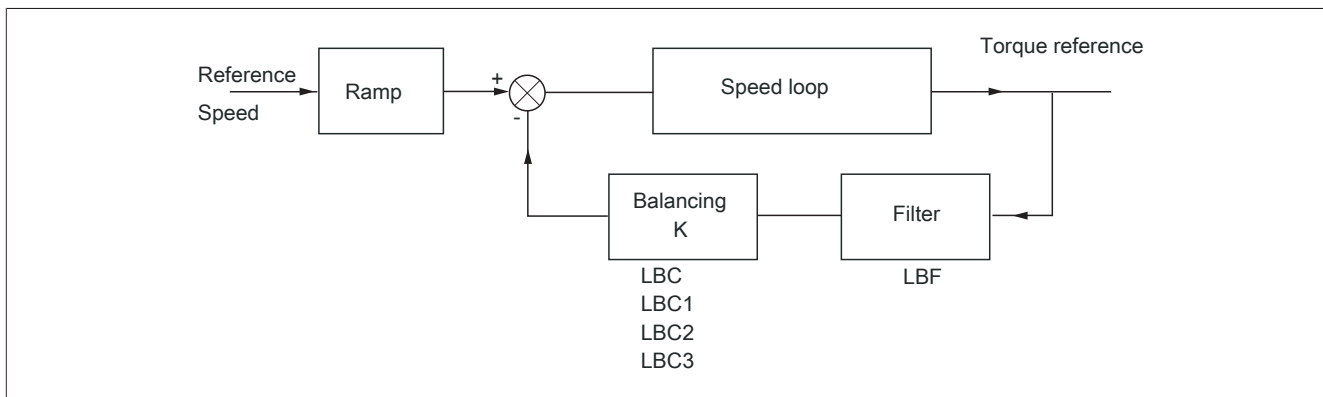 Torque reference
Reference
Speed
Ramp
+
-
Speed loop
Balancing
K
Filter
LBC
LBC1
LBC2
LBC3
LBF